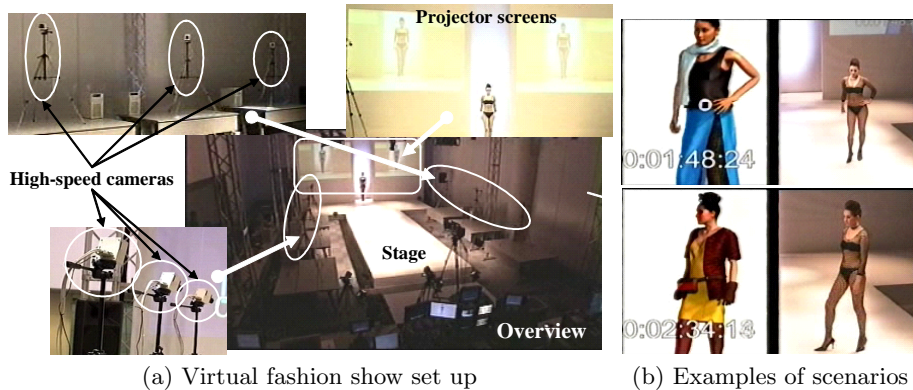 Projector screens
High-speed cameras
Stage
Overview
0:01:48:24
0:02:34:13
(a) Virtual fashion show set up
(b) Examples of scenarios